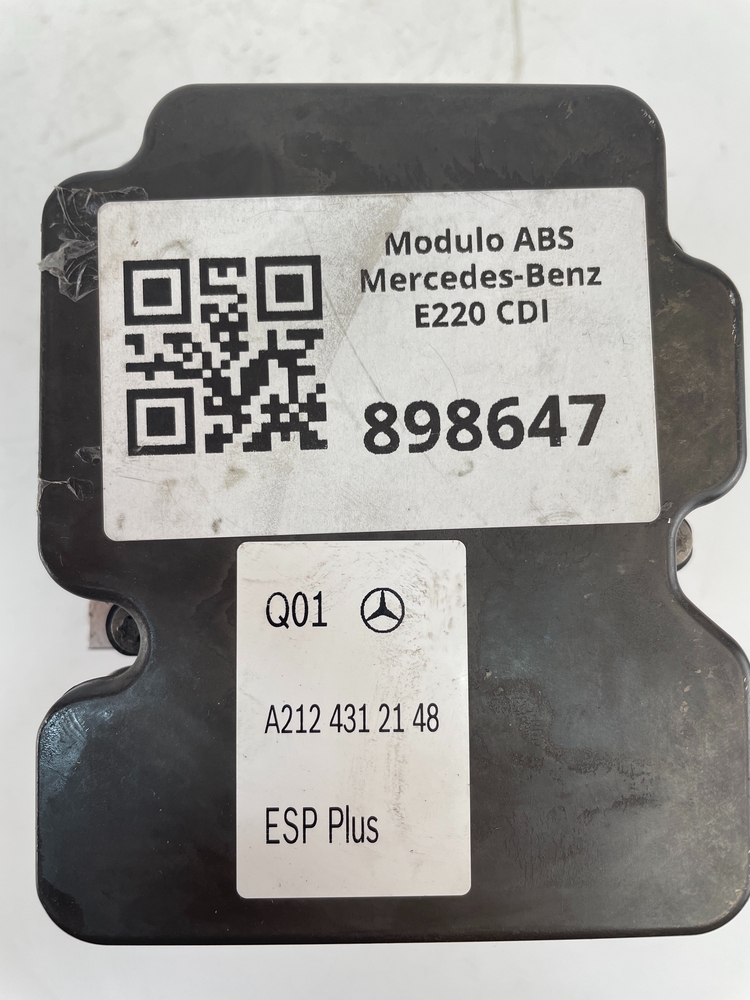 Modulo ABS
Mercedes-Benz
E220 CDI
898647
Q01
A212 431 21 48
ESP Plus